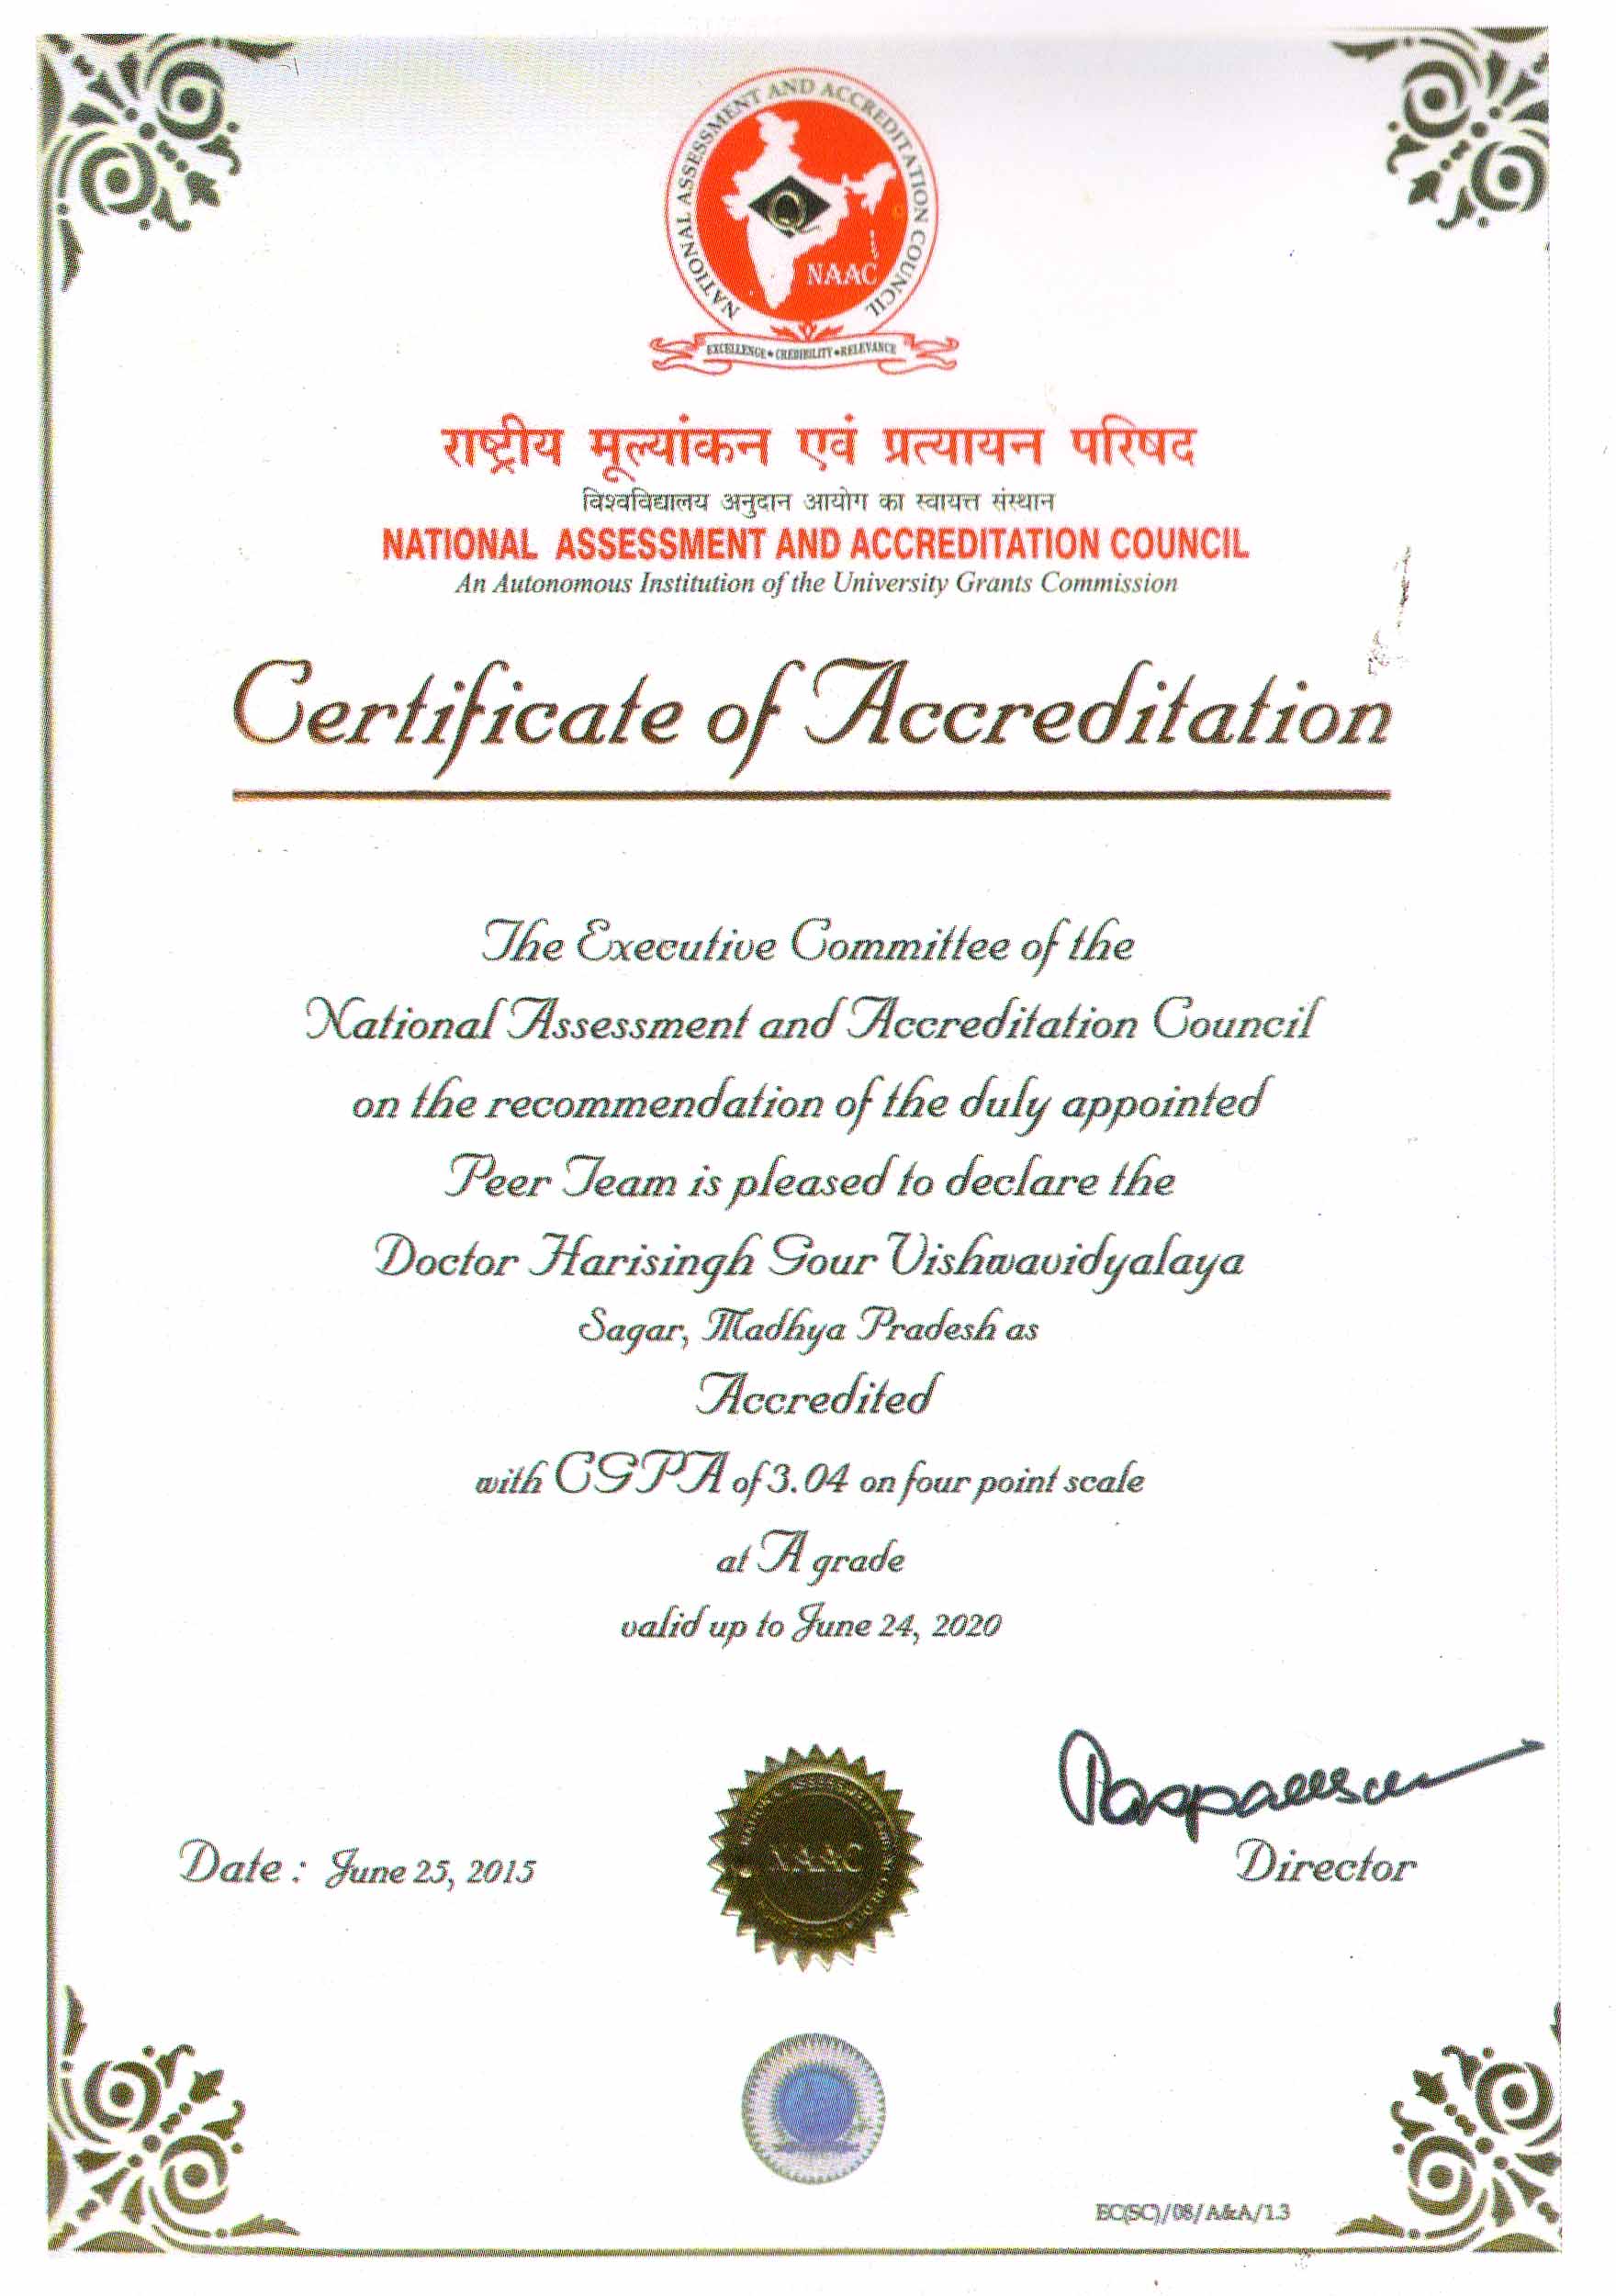 NATIONAL ASSESSMENT AND ACCREDITATION COUNCIL
Q
NAAC
EXCELLENCE • CREDIBILITY • RELEVANCE
राष्ट्रीय मूल्यांकन एवं प्रत्यायन परिषद
विश्वविद्यालय अनुदान आयोग का स्वायत्त संस्थान
NATIONAL ASSESSMENT AND ACCREDITATION COUNCIL
An Autonomous Institution of the University Grants Commission
Certificate of Accreditation
The Executive Committee of the
National Assessment and Accreditation Council
on the recommendation of the duly appointed
Peer Team is pleased to declare the
Doctor Harisingh Gour Vishwavidyalaya
Sagar, Madhya Pradesh as
Accredited
with CGPA of 3.04 on four point scale
at A grade
valid up to June 24, 2020
Date : June 25, 2015
NAAC
Director
EC(SC)/08/A&A/1.3